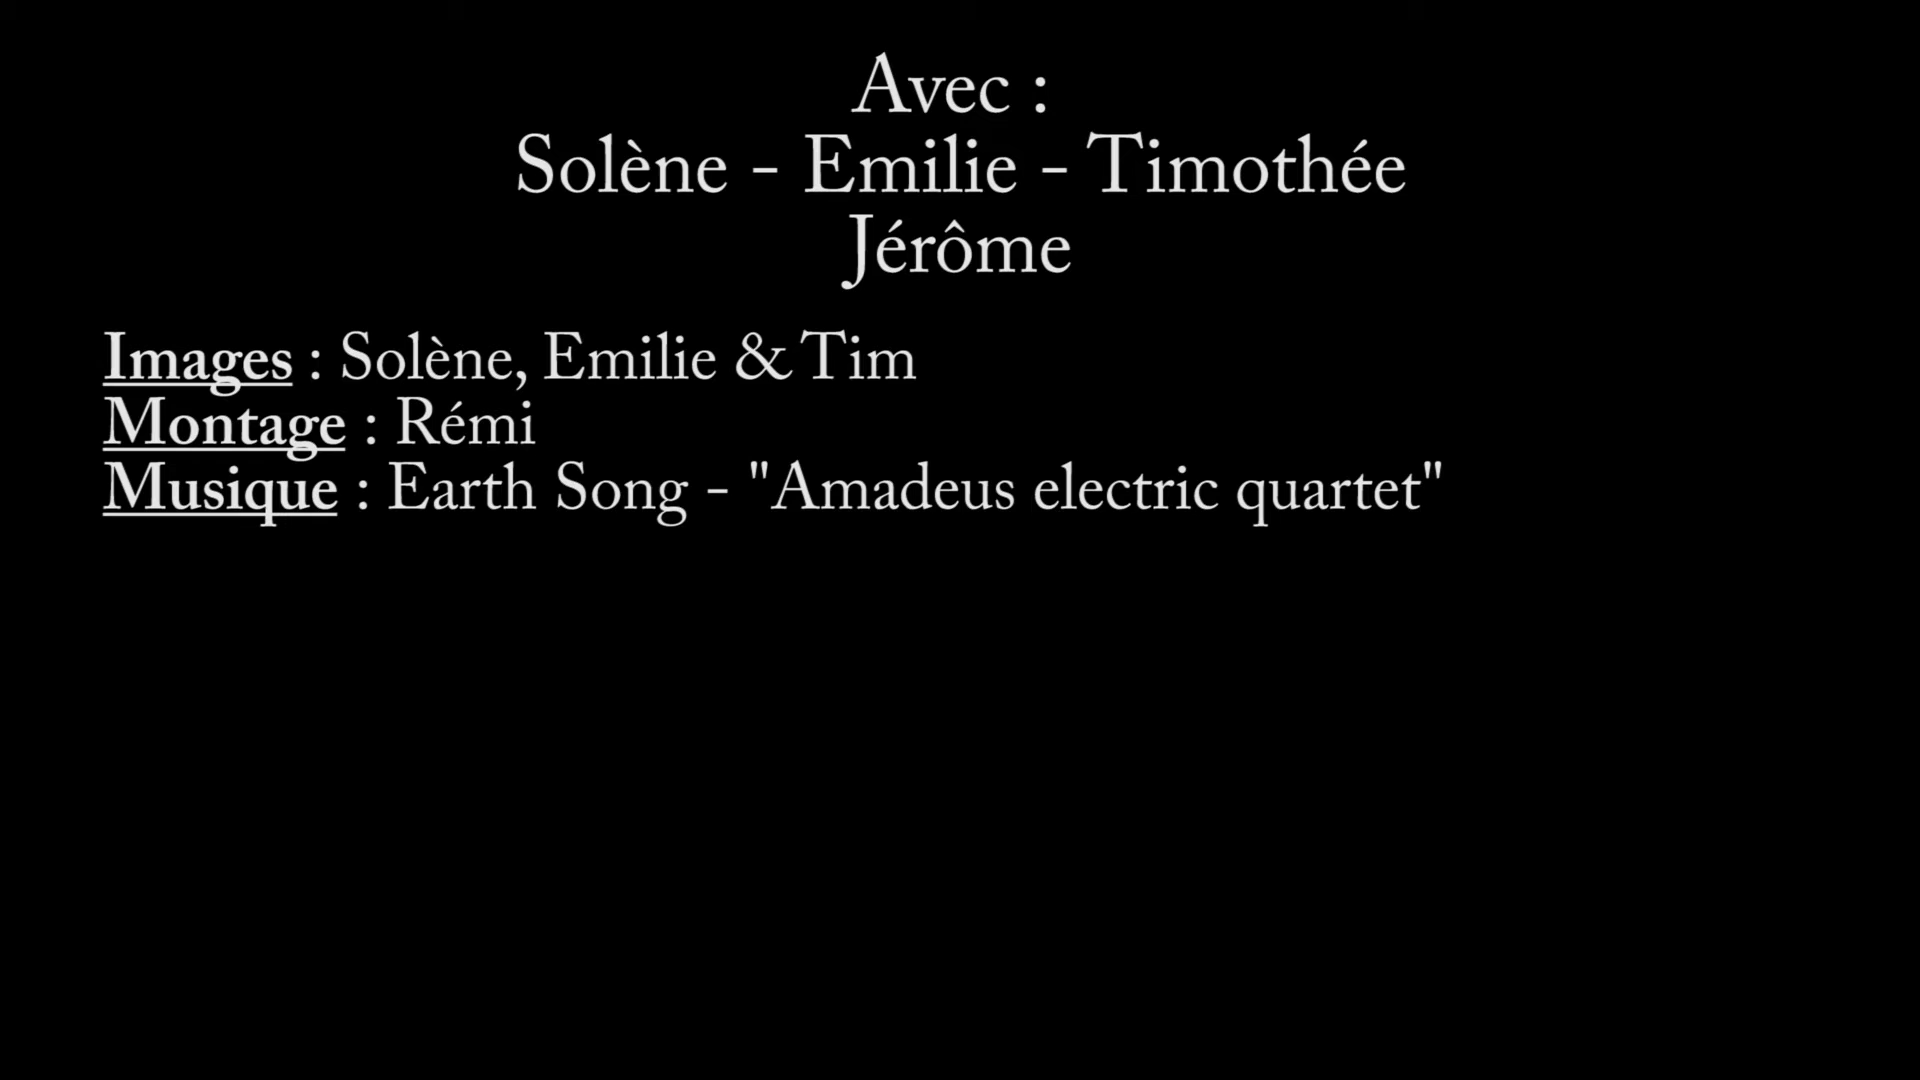 Avec :
Solène - Emilie - Timothée
Jérôme
Images : Solène, Emilie & Tim
Montage : Rémi
Musique : Earth Song - "Amadeus electric quartet"